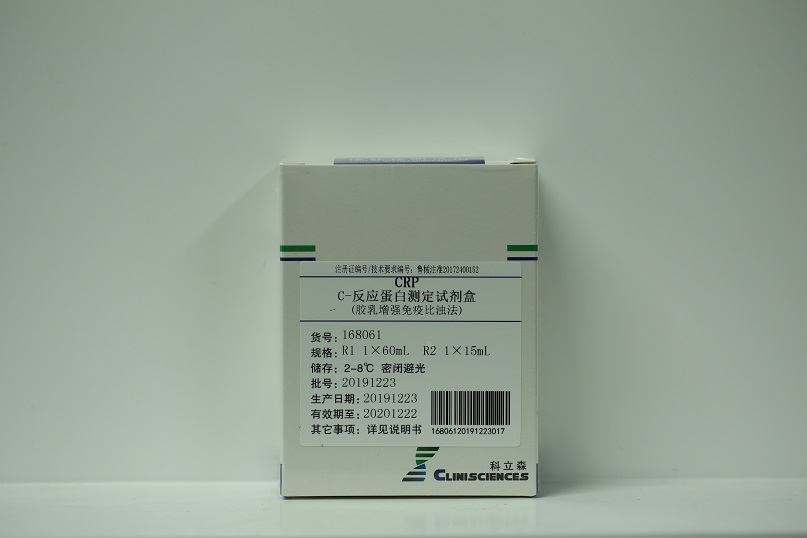 注册证编号/技术要求编号：鲁械注准20172400152
CRP
C-反应蛋白测定试剂盒
(胶乳增强免疫比浊法)
货号：168061
规格：R1 1×60mL R2 1×15mL
储存：2-8℃ 密闭避光
批号：20191223
生产日期：20191223
有效期至：20201222
其它事项：详见说明书
16806120191223017
科立森
CLINISCIENCES